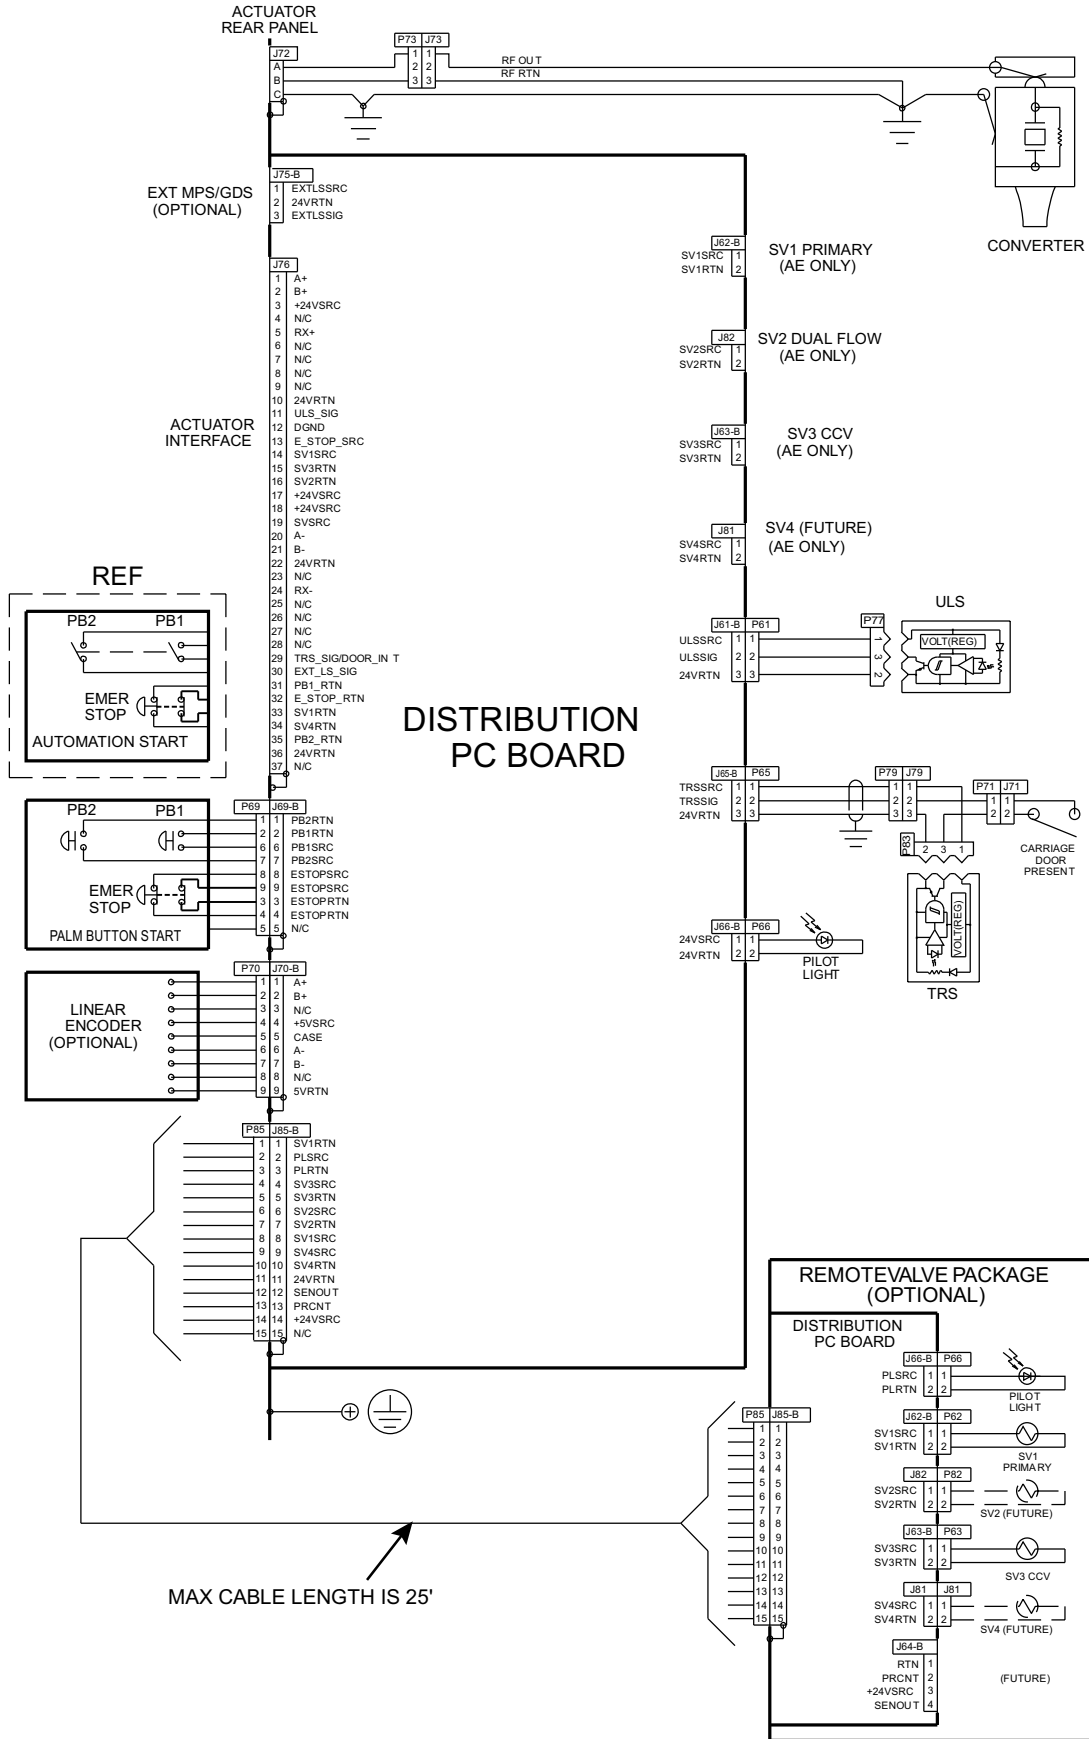 ACTUATOR
REAR PANEL
J72
A
B
C
P73 J73
1 1
2 2
3 3
RF OUT
RF RTN
CONVERTER
EXT MPS/GDS
(OPTIONAL)
J75-B
1 EXTLSSRC
2 24VRTN
3 EXTLSSIG
ACTUATOR
INTERFACE
J76
1 A+
2 B+
3 +24VSRC
4 N/C
5 RX+
6 N/C
7 N/C
8 N/C
9 N/C
10 24VRTN
11 ULS_SIG
12 DGND
13 E_STOP_SRC
14 SV1SRC
15 SV3RTN
16 SV2RTN
17 +24VSRC
18 +24VSRC
19 SVSRC
20 A-
21 B-
22 24VRTN
23 N/C
24 RX-
25 N/C
26 N/C
27 N/C
28 N/C
29 TRS_SIG/DOOR_IN T
30 EXT_LS_SIG
31 PB1_RTN
32 E_STOP_RTN
33 SV1RTN
34 SV4RTN
35 PB2_RTN
36 24VRTN
37 N/C
DISTRIBUTION
PC BOARD
J62-B
SV1SRC 1
SV1RTN 2
SV1 PRIMARY
(AE ONLY)
J82
SV2SRC 1
SV2RTN 2
SV2 DUAL FLOW
(AE ONLY)
J63-B
SV3SRC 1
SV3RTN 2
SV3 CCV
(AE ONLY)
J81
SV4SRC 1
SV4RTN 2
SV4 (FUTURE)
(AE ONLY)
REF
PB2 PB1
EMER
STOP
AUTOMATION START
PB2 PB1
EMER
STOP
PALM BUTTON START
P69 J69-B
1 1 PB2RTN
2 2 PB1RTN
6 6 PB1SRC
7 7 PB2SRC
8 8 ESTOPSRC
9 9 ESTOPSRC
3 3 ESTOPRTN
4 4 ESTOPRTN
5 5 N/C
LINEAR
ENCODER
(OPTIONAL)
P70 J70-B
1 1 A+
2 2 B+
3 3 N/C
4 4 +5VSRC
5 5 CASE
6 6 A-
7 7 B-
8 8 N/C
9 9 5VRTN
P85 J85-B
1 1 SV1RTN
2 2 PLSRC
3 3 PLRTN
4 4 SV3SRC
5 5 SV3RTN
6 6 SV2SRC
7 7 SV2RTN
8 8 SV1SRC
9 9 SV4SRC
10 10 SV4RTN
11 11 24VRTN
12 12 SENOUT
13 13 PRCNT
14 14 +24VSRC
15 15 N/C
J61-B P61
ULSSRC 1 1
ULSSIG 2 2
24VRTN 3 3
P77
1
3
2
ULS
VOLT(REG)
J65-B P65
TRSSRC 1 1
TRSSIG 2 2
24VRTN 3 3
P79 J79
1 1
2 2
3 3
P71 J71
1 1
2 2
P83
2 3 1
CARRIAGE
DOOR
PRESENT
VOLT(REG)
TRS
J66-B P66
24VSRC 1 1
24VRTN 2 2
PILOT
LIGHT
MAX CABLE LENGTH IS 25'
P85 J85-B
1 1
2 2
3 3
4 4
5 5
6 6
7 7
8 8
9 9
10 10
11 11
12 12
13 13
14 14
15 15
REMOTEVALVE PACKAGE
(OPTIONAL)
DISTRIBUTION
PC BOARD
J66-B P66
PLSRC 1 1
PLRTN 2 2
PILOT
LIGHT
J62-B P62
SV1SRC 1 1
SV1RTN 2 2
SV1
PRIMARY
J82 P82
SV2SRC 1 1
SV2RTN 2 2
SV2 (FUTURE)
J63-B P63
SV3SRC 1 1
SV3RTN 2 2
SV3 CCV
J81 J81
SV4SRC 1 1
SV4RTN 2 2
SV4 (FUTURE)
J64-B
RTN 1
PRCNT 2
+24VSRC 3
SENOUT 4
(FUTURE)